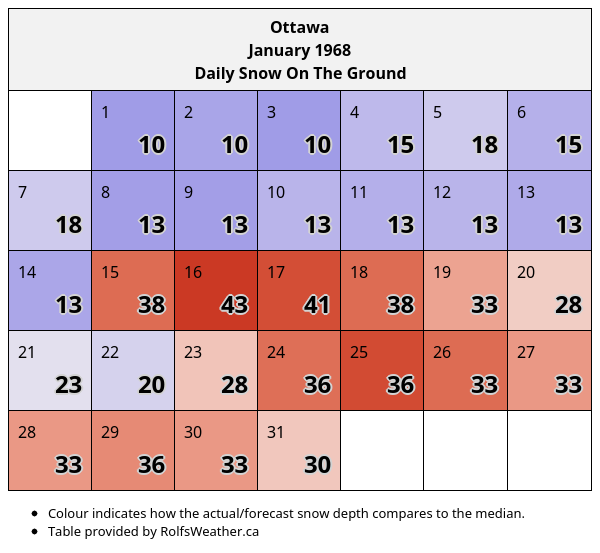 Ottawa
January 1968
Daily Snow On The Ground
1 2 3 4 5 6
10 10 10 15 18 15
7 8 9 10 11 12 13
18 13 13 13 13 13 13
14 15 16 17 18 19 20
13 38 43 41 38 33 28
21 22 23 24 25 26 27
23 20 28 36 36 33 33
28 29 30 31
33 36 33 30
• Colour indicates how the actual/forecast snow depth compares to the median.
• Table provided by RolfsWeather.ca